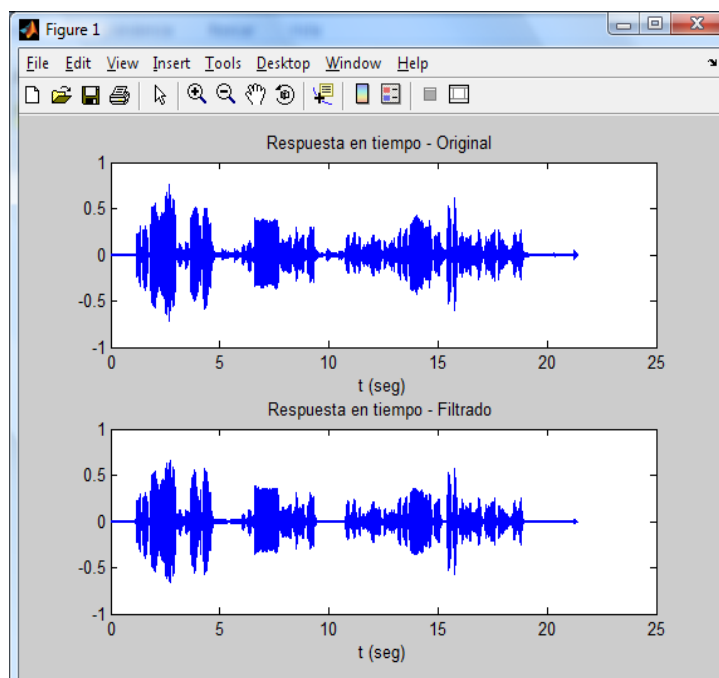 Figure 1
File Edit View Insert Tools Desktop Window Help
Respuesta en tiempo - Original
1
0.5
0
-0.5
-1
0 5 10 15 20 25
t (seg)
Respuesta en tiempo - Filtrado
1
0.5
0
-0.5
-1
0 5 10 15 20 25
t (seg)